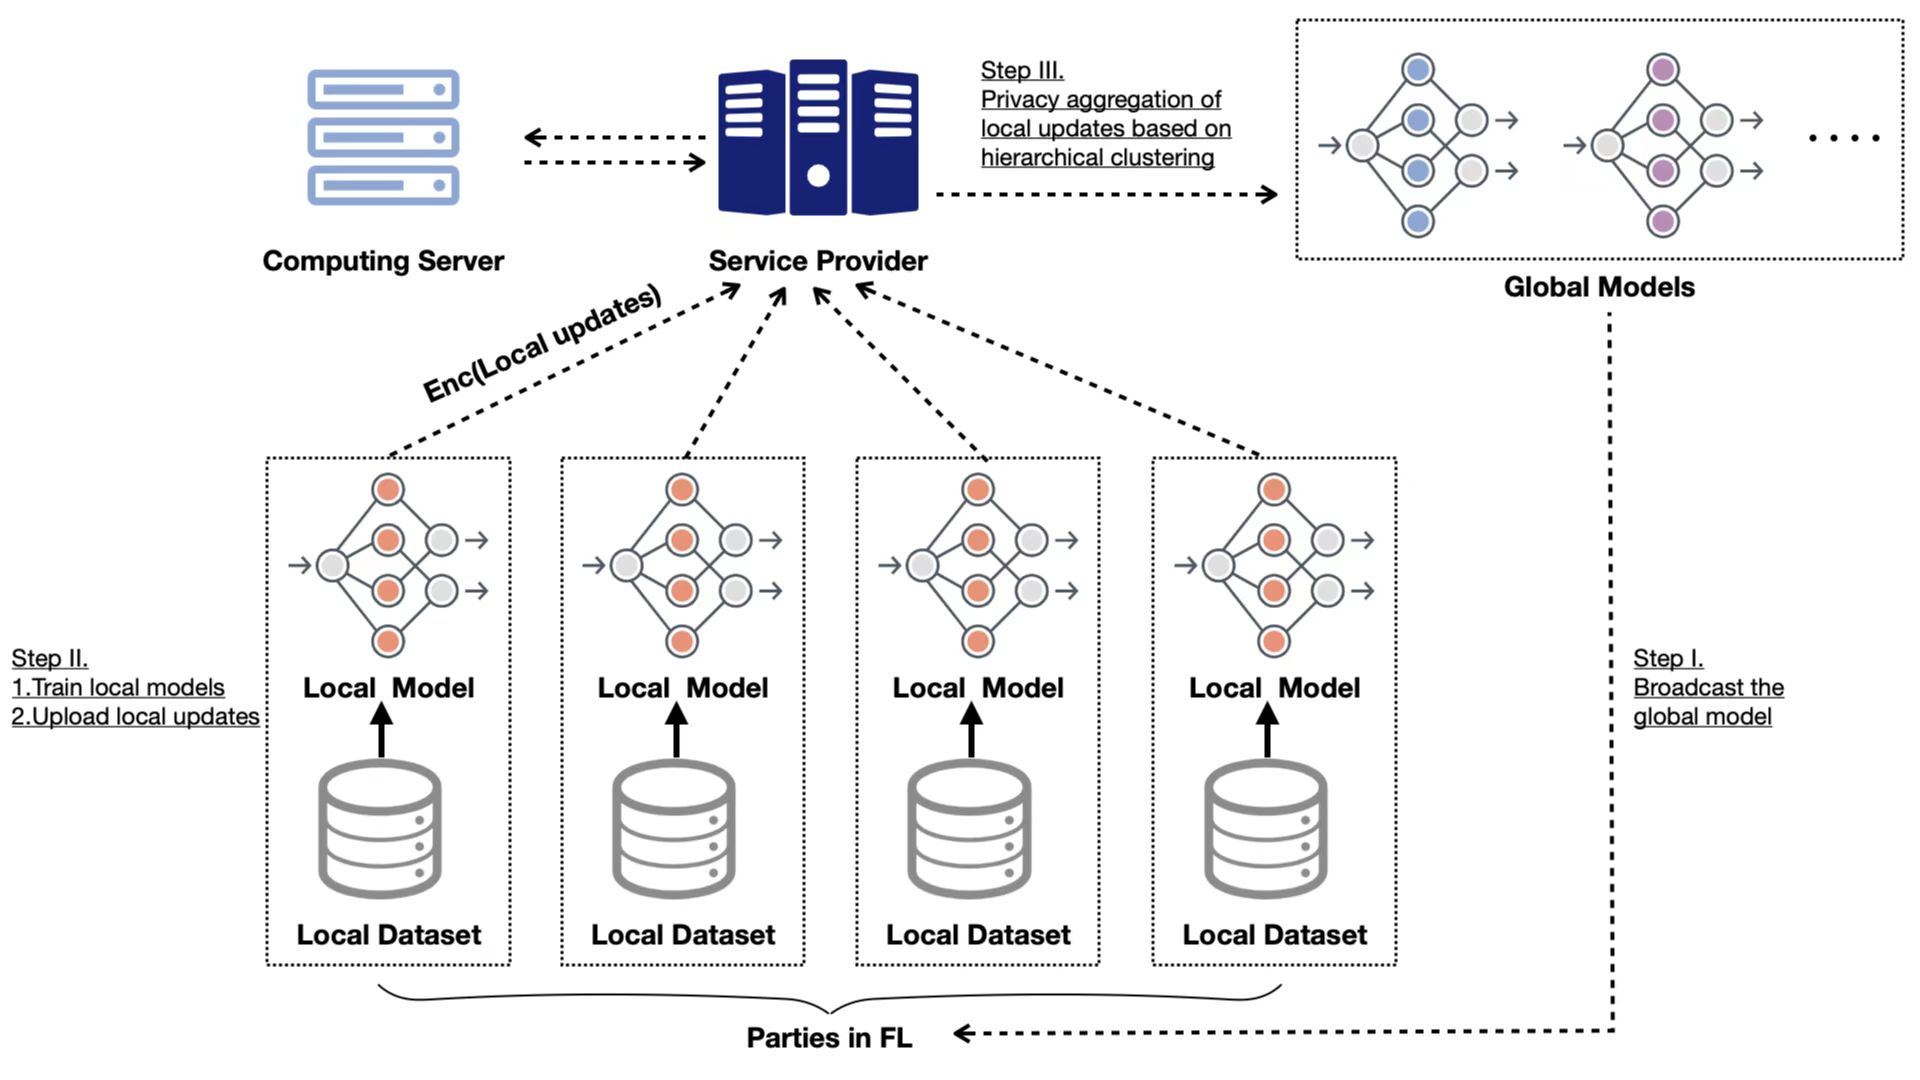 Step III.
Privacy aggregation of
local updates based on
hierarchical clustering
Computing Server
Service Provider
Global Models
Enc(Local updates)
Step II.
1.Train local models
2.Upload local updates
Local Model
Local Model
Local Model
Local Model
Step I.
Broadcast the
global model
Local Dataset
Local Dataset
Local Dataset
Local Dataset
Parties in FL